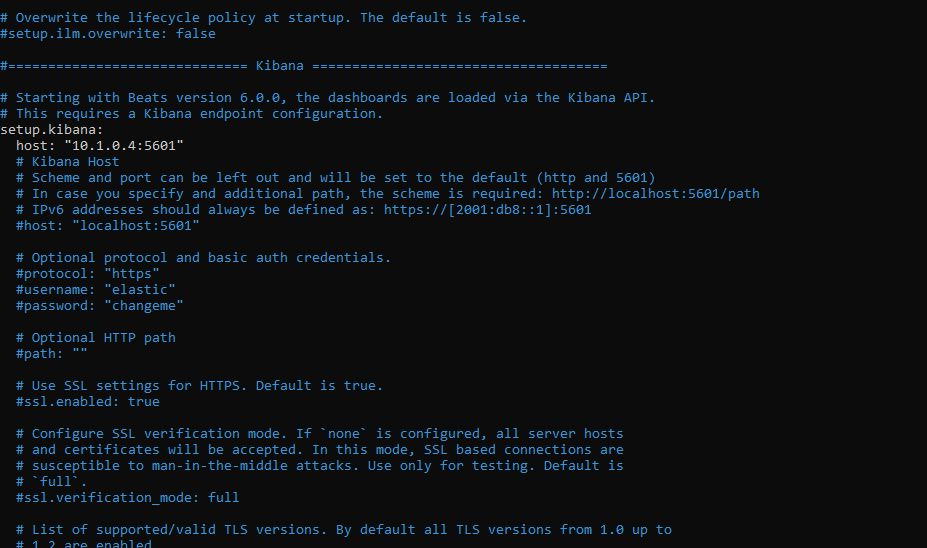 # Overwrite the lifecycle policy at startup. The default is false.
#setup.ilm.overwrite: false
#============================== Kibana =====================================
# Starting with Beats version 6.0.0, the dashboards are loaded via the Kibana API.
# This requires a Kibana endpoint configuration.
setup.kibana:
  host: "10.1.0.4:5601"
  # Kibana Host
  # Scheme and port can be left out and will be set to the default (http and 5601)
  # In case you specify and additional path, the scheme is required: http://localhost:5601/path
  # IPv6 addresses should always be defined as: https://[2001:db8::1]:5601
  #host: "localhost:5601"
  # Optional protocol and basic auth credentials.
  #protocol: "https"
  #username: "elastic"
  #password: "changeme"
  # Optional HTTP path
  #path: ""
  # Use SSL settings for HTTPS. Default is true.
  #ssl.enabled: true
  # Configure SSL verification mode. If `none` is configured, all server hosts
  # and certificates will be accepted. In this mode, SSL based connections are
  # susceptible to man-in-the-middle attacks. Use only for testing. Default is
  # `full`.
  #ssl.verification_mode: full
  # List of supported/valid TLS versions. By default all TLS versions from 1.0 up to
  # 1.2 are enabled